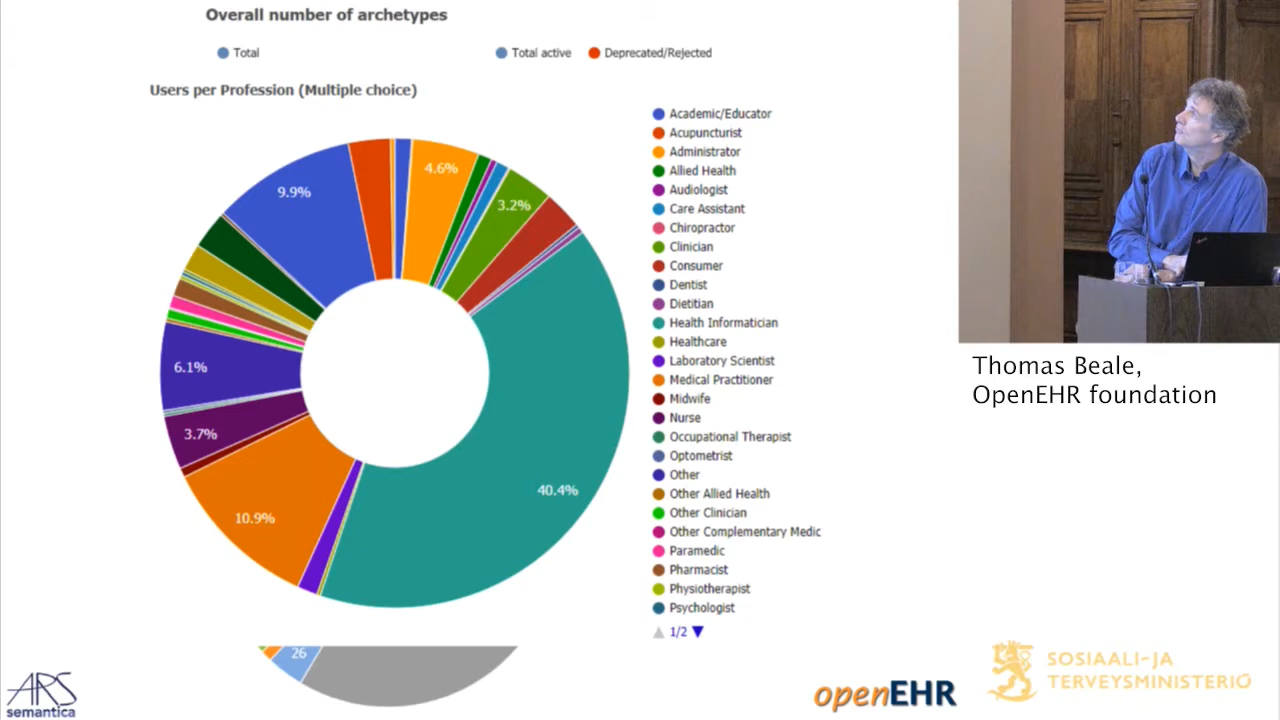 Overall number of archetypes
Total
Total active
Deprecated/Rejected
Users per Profession (Multiple choice)
9.9%
4.6%
3.2%
6.1%
3.7%
10.9%
40.4%
Academic/Educator
Acupuncturist
Administrator
Allied Health
Audiologist
Care Assistant
Chiropractor
Clinician
Consumer
Dentist
Dietitian
Health Informatician
Healthcare
Laboratory Scientist
Medical Practitioner
Midwife
Nurse
Occupational Therapist
Optometrist
Other
Other Allied Health
Other Clinician
Other Complementary Medic
Paramedic
Pharmacist
Physiotherapist
Psychologist
1/2
26
Thomas Beale,
OpenEHR foundation
ARS
semantica
openEHR
SOSIAALI-JA
TERVEYSMINISTERIÖ